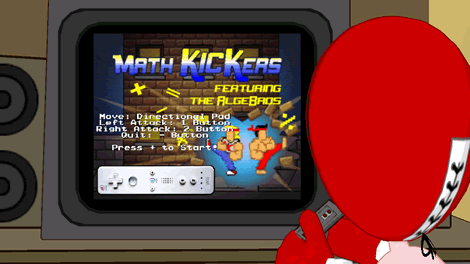 MATH KICKERS
FEATURING
THE ALGEBROS
Move: Directional Pad
Left Attack: 1 Button
Right Attack: 2 Button
Quit: - Button
Press + to Start!